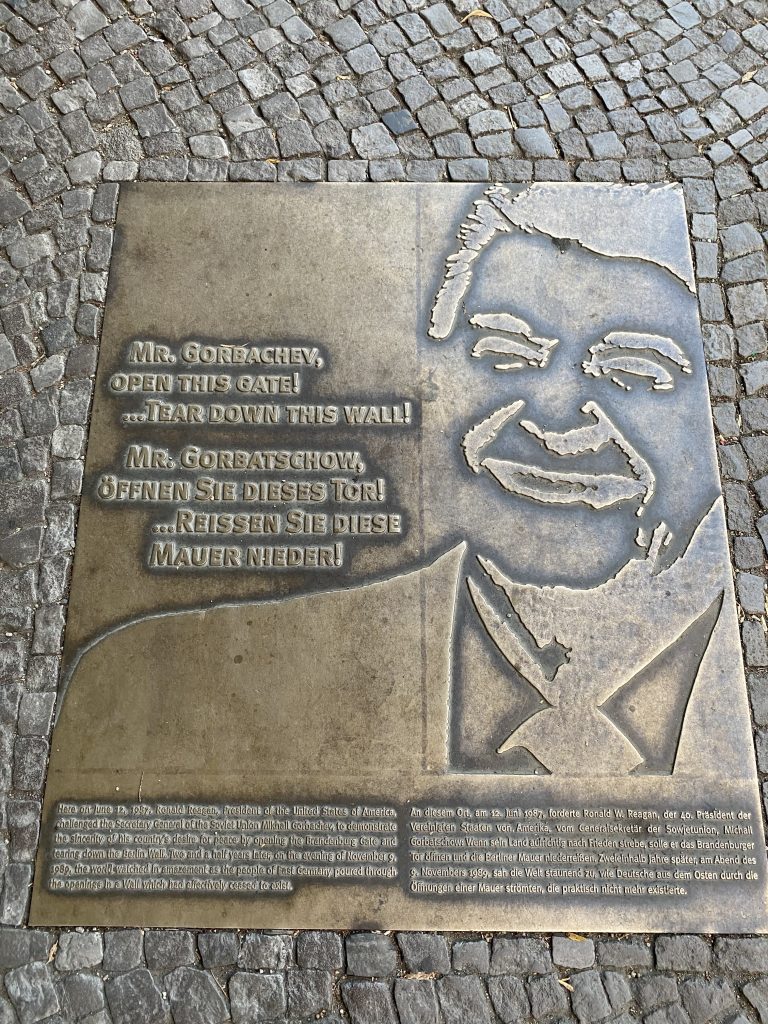 Mr. Gorbachev,
open this gate!
...Tear down this wall!
Mr. Gorbatschow,
öffnen Sie dieses Tor!
...Reissen Sie diese
Mauer nieder!
Here on June 12, 1987, Ronald Reagan, President of the United States of America,
challenged the Secretary General of the Soviet Union Mikhail Gorbachev, to demonstrate
the sincerity of his country's desire for peace by opening the Brandenburg Gate and
tearing down the Berlin Wall. Two and a half years later, on the evening of November 9,
1989, the world watched in amazement as the people of East Germany poured through
the openings in a Wall which had effectively ceased to exist.
An diesem Ort, am 12. Juni 1987, forderte Ronald W. Reagan, der 40. Präsident der
Vereinigten Staaten von Amerika, vom Generalsekretär der Sowjetunion, Michail
Gorbatschow: Wenn sein Land aufrichtig nach Frieden strebe, solle er das Brandenburger
Tor öffnen und die Berliner Mauer niederreißen. Zweieinhalb Jahre später, am Abend des
9. Novembers 1989, sah die Welt staunend zu, wie Deutsche aus dem Osten durch die
Öffnungen einer Mauer strömten, die praktisch nicht mehr existierte.